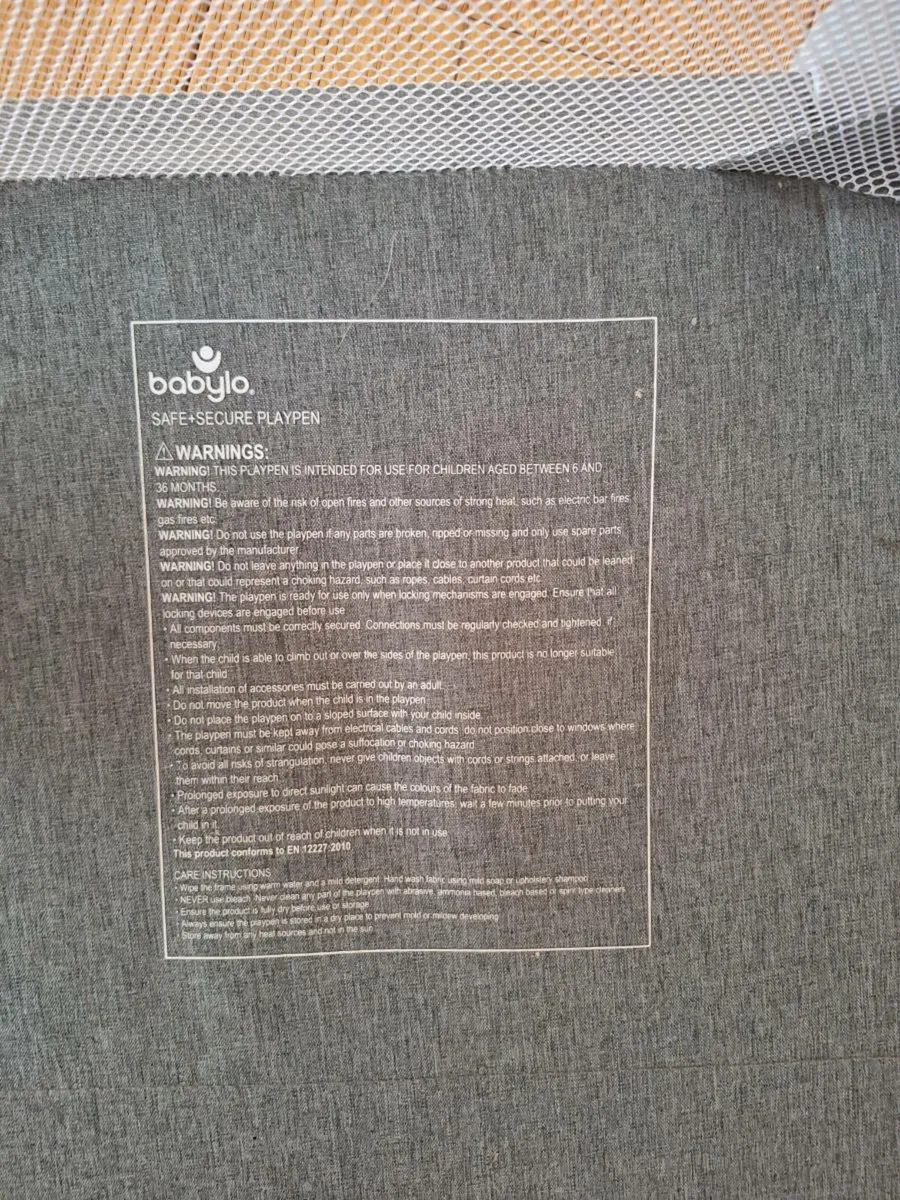 babylo®
SAFE+SECURE PLAYPEN
⚠ WARNINGS:
WARNING! THIS PLAYPEN IS INTENDED FOR USE FOR CHILDREN AGED BETWEEN 6 AND
36 MONTHS.
WARNING! Be aware of the risk of open fires and other sources of strong heat, such as electric bar fires,
gas fires etc.
WARNING! Do not use the playpen if any parts are broken, ripped or missing and only use spare parts
approved by the manufacturer.
WARNING! Do not leave anything in the playpen or place it close to another product that could be leaned
on or that could represent a choking hazard, such as ropes, cables, curtain cords etc.
WARNING! The playpen is ready for use only when locking mechanisms are engaged. Ensure that all
locking devices are engaged before use.
• All components must be correctly secured. Connections must be regularly checked and tightened, if
necessary.
• When the child is able to climb out or over the sides of the playpen, this product is no longer suitable
for that child.
• All installation of accessories must be carried out by an adult.
• Do not move the product when the child is in the playpen.
• Do not place the playpen on to a sloped surface with your child inside.
• The playpen must be kept away from electrical cables and cords: do not position close to windows where
cords, curtains or similar could pose a suffocation or choking hazard.
• To avoid all risks of strangulation, never give children objects with cords or strings attached, or leave
them within their reach.
• Prolonged exposure to direct sunlight can cause the colours of the fabric to fade.
• After a prolonged exposure of the product to high temperatures, wait a few minutes prior to putting your
child in it.
• Keep the product out of reach of children when it is not in use.
This product conforms to EN 12227:2010
CARE INSTRUCTIONS
• Wipe the frame using warm water and a mild detergent. Hand wash fabric using mild soap or upholstery shampoo.
• NEVER use bleach. Never clean any part of the playpen with abrasive, ammonia based, bleach based or spirit type cleaners.
• Ensure the product is fully dry before use or storage.
• Always ensure the playpen is stored in a dry place to prevent mold or mildew developing.
• Store away from any heat sources and not in the sun.